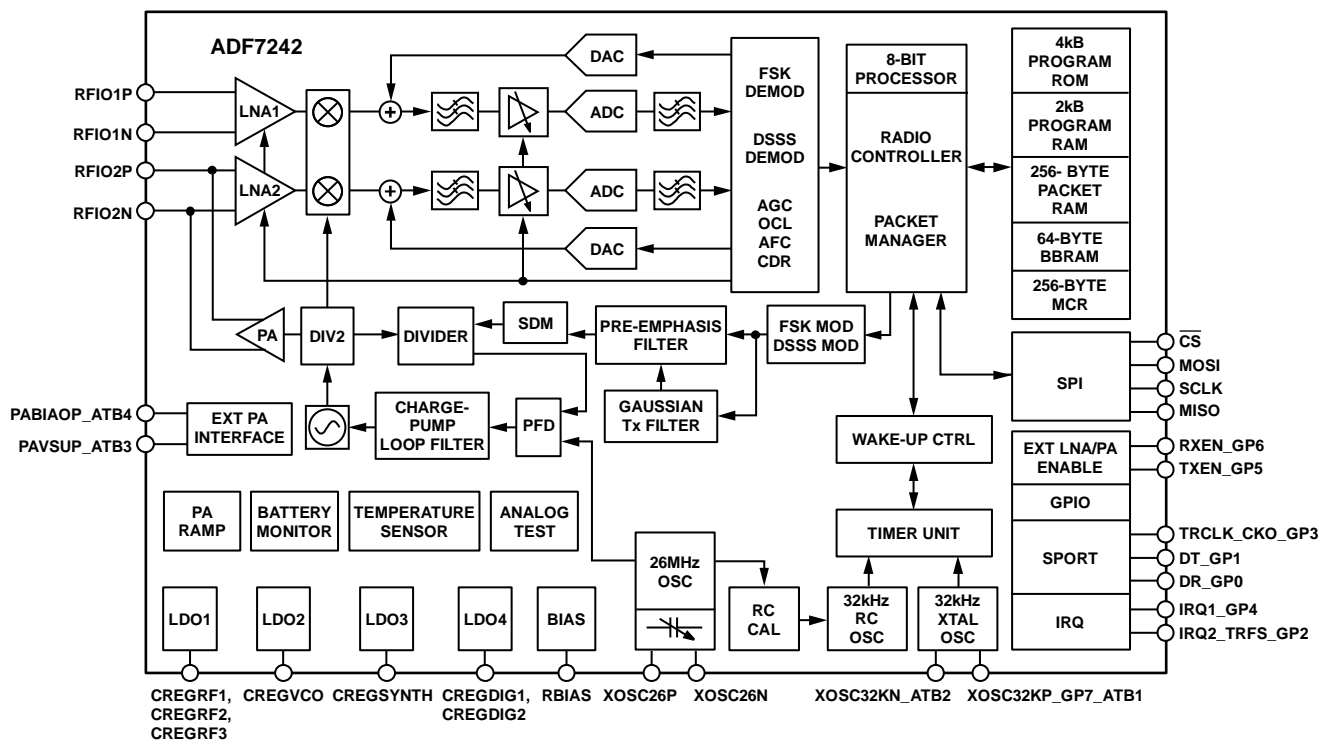 ADF7242
RFIO1P
RFIO1N
RFIO2P
RFIO2N
LNA1
LNA2
DAC
ADC
ADC
DAC
FSK
DEMOD
DSSS
DEMOD
AGC
OCL
AFC
CDR
8-BIT
PROCESSOR
RADIO
CONTROLLER
PACKET
MANAGER
4kB
PROGRAM
ROM
2kB
PROGRAM
RAM
256- BYTE
PACKET
RAM
64-BYTE
BBRAM
256-BYTE
MCR
PA
DIV2
DIVIDER
SDM
PRE-EMPHASIS
FILTER
FSK MOD
DSSS MOD
SPI
CS
MOSI
SCLK
MISO
PABIAOP_ATB4
PAVSUP_ATB3
EXT PA
INTERFACE
CHARGE-
PUMP
LOOP FILTER
PFD
GAUSSIAN
Tx FILTER
WAKE-UP CTRL
EXT LNA/PA
ENABLE
RXEN_GP6
TXEN_GP5
GPIO
PA
RAMP
BATTERY
MONITOR
TEMPERATURE
SENSOR
ANALOG
TEST
TIMER UNIT
SPORT
TRCLK_CKO_GP3
DT_GP1
DR_GP0
26MHz
OSC
RC
CAL
32kHz
RC
OSC
32kHz
XTAL
OSC
IRQ
IRQ1_GP4
IRQ2_TRFS_GP2
LDO1
LDO2
LDO3
LDO4
BIAS
CREGRF1,
CREGRF2,
CREGRF3
CREGVCO
CREGSYNTH
CREGDIG1,
CREGDIG2
RBIAS
XOSC26P
XOSC26N
XOSC32KN_ATB2
XOSC32KP_GP7_ATB1